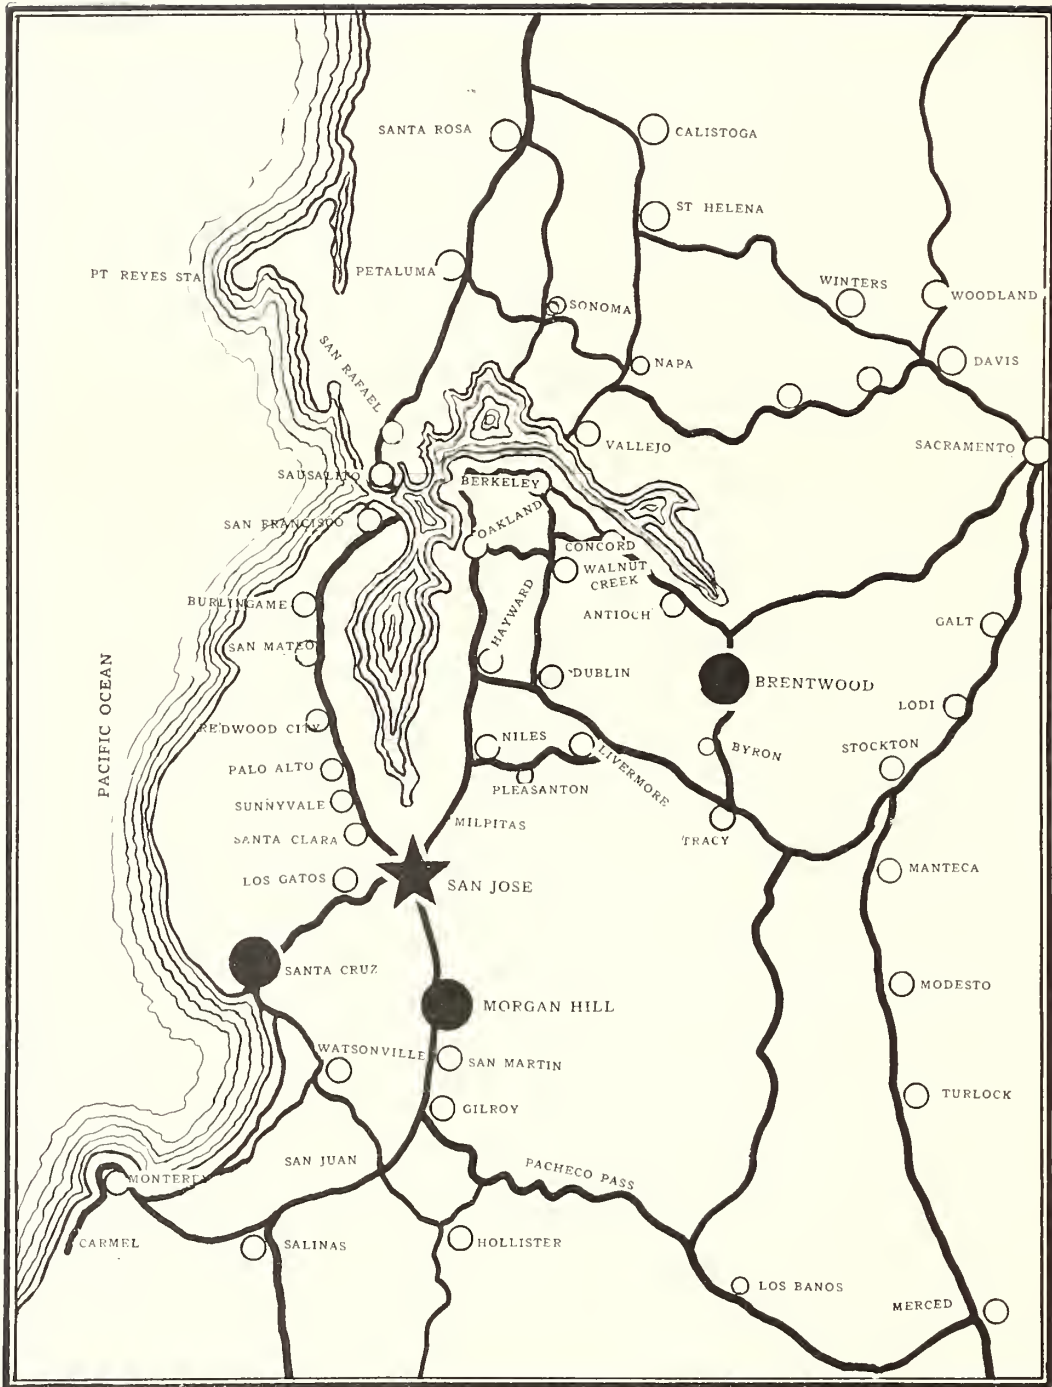 SANTA ROSA
CALISTOGA
ST HELENA
PT REYES STA
PETALUMA
WINTERS
WOODLAND
SONOMA
SAN RAFAEL
NAPA
DAVIS
VALLEJO
SACRAMENTO
SAUSALITO
BERKELEY
SAN FRANCISCO
OAKLAND
CONCORD
WALNUT
CREEK
BURLINGAME
ANTIOCH
HAYWARD
GALT
SAN MATEO
DUBLIN
BRENTWOOD
PACIFIC OCEAN
LODI
REDWOOD CITY
NILES
LIVERMORE
BYRON
STOCKTON
PALO ALTO
PLEASANTON
SUNNYVALE
MILPITAS
SANTA CLARA
TRACY
LOS GATOS
SAN JOSE
MANTECA
SANTA CRUZ
MODESTO
MORGAN HILL
WATSONVILLE
SAN MARTIN
TURLOCK
GILROY
SAN JUAN
PACHECO PASS
MONTEREY
CARMEL
SALINAS
HOLLISTER
LOS BANOS
MERCED